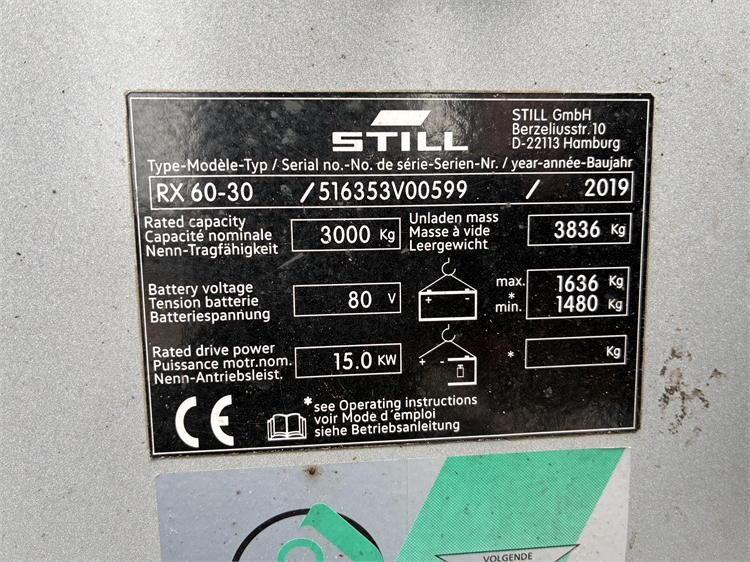 STILL
STILL GmbH
Berzeliusstr.10
D-22113 Hamburg
Type-Modèle-Typ / Serial no.-No. de série-Serien-Nr. / year-année-Baujahr
RX 60-30 /516353V00599 / 2019
Rated capacity
Capacité nominale
Nenn-Tragfähigkeit
3000 Kg
Unladen mass
Masse à vide
Leergewicht
3836 Kg
Battery voltage
Tension batterie
Batteriespannung
80 V
+ -
max. 1636 Kg
*
min. 1480 Kg
Rated drive power
Puissance motr.nom.
Nenn-Antriebsleist.
15.0 KW
+ -
* Kg
CE
*see Operating instructions
voir Mode d´emploi
siehe Betriebsanleitung
VOLGENDE